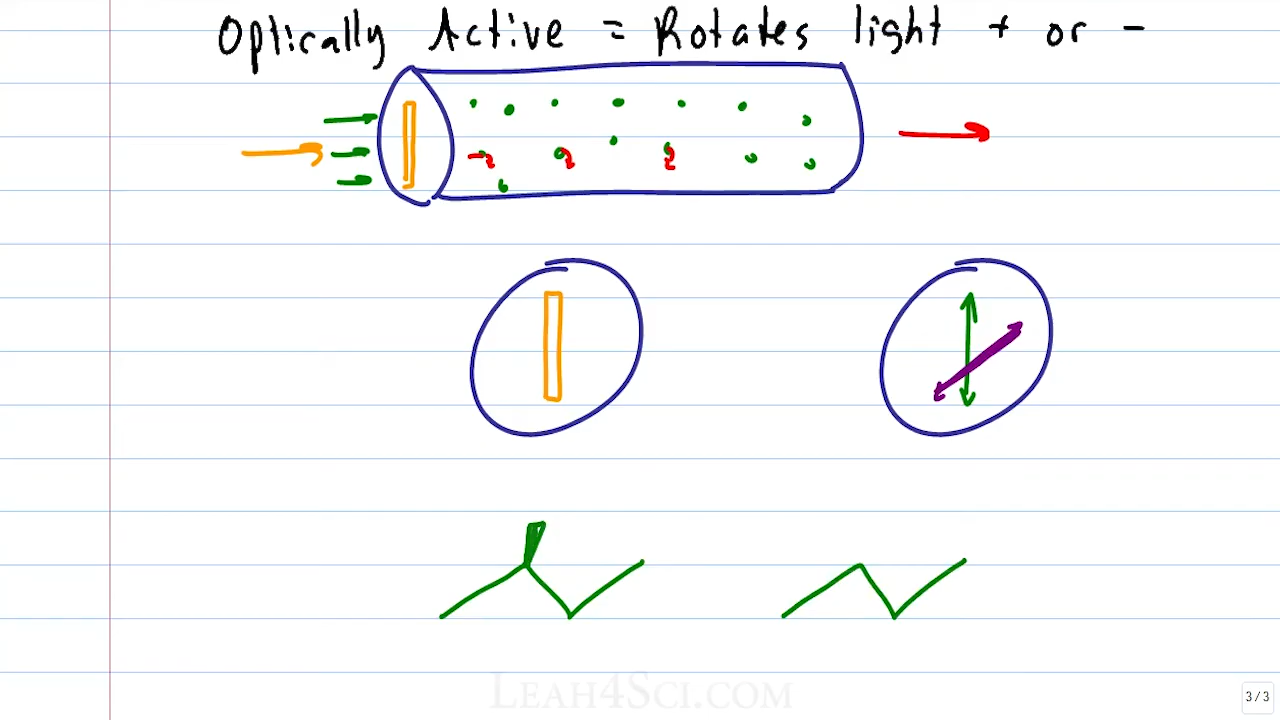 Optically Active = Rotates light + or -
LEAH4SCI.COM
3/3